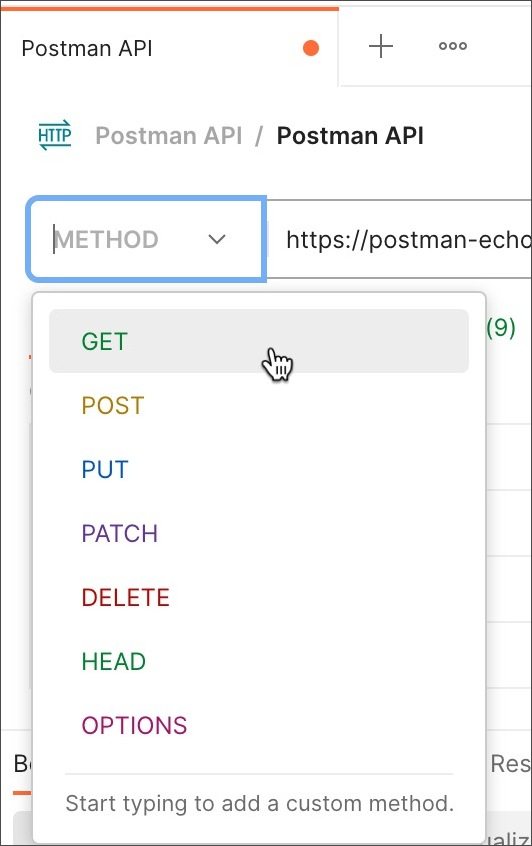 Postman API
HTTP Postman API / Postman API
METHOD https://postman-echo
(9)
GET
POST
PUT
PATCH
DELETE
HEAD
OPTIONS
Start typing to add a custom method.